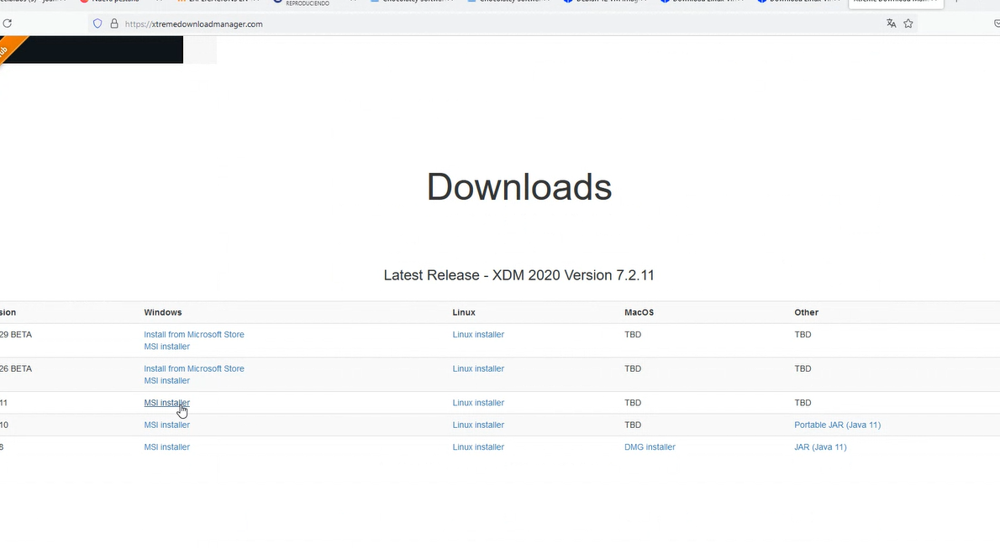 REPRODUCIENDO
https://xtremedownloadmanager.com
Downloads
Latest Release - XDM 2020 Version 7.2.11
Windows Linux MacOS Other
29 BETA Install from Microsoft Store Linux installer TBD TBD
MSI installer
26 BETA Install from Microsoft Store Linux installer TBD TBD
MSI installer
11 MSI installer Linux installer TBD TBD
10 MSI installer Linux installer TBD Portable JAR (Java 11)
8 MSI installer Linux installer DMG installer JAR (Java 11)